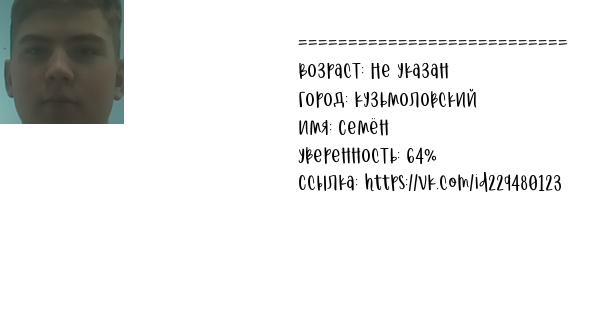 ===========================
Возраст: Не указан
Город: Кузьмоловский
Имя: Семён
Уверенность: 64%
Ссылка: https://vk.com/id229480123